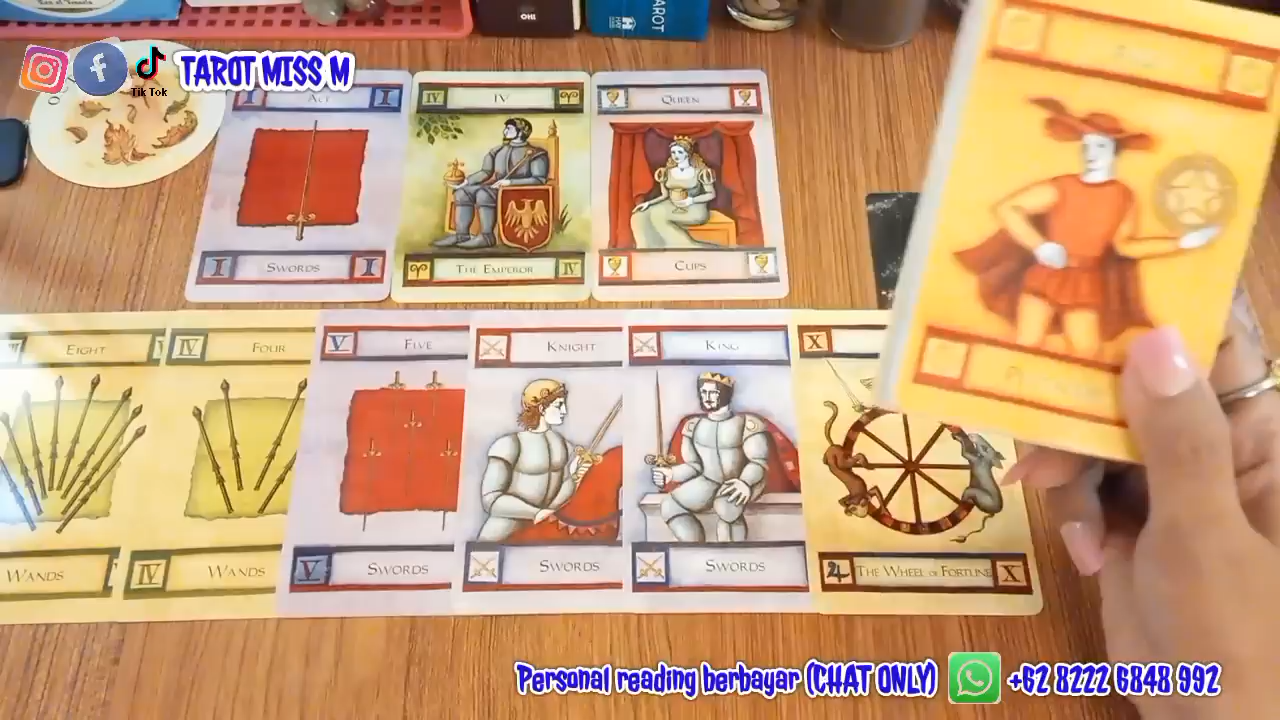 TAROT MISS M
Tik Tok
OH!
TAROT
ACE
I I
SWORDS
I I
IV IV
THE EMPEROR IV
QUEEN
CUPS
EIGHT
WANDS
IV FOUR
IV WANDS
V FIVE
V SWORDS
KNIGHT
SWORDS
KING
SWORDS
X
THE WHEEL OF FORTUNE X
Personal reading berbayar (CHAT ONLY) +62 8222 6848 992